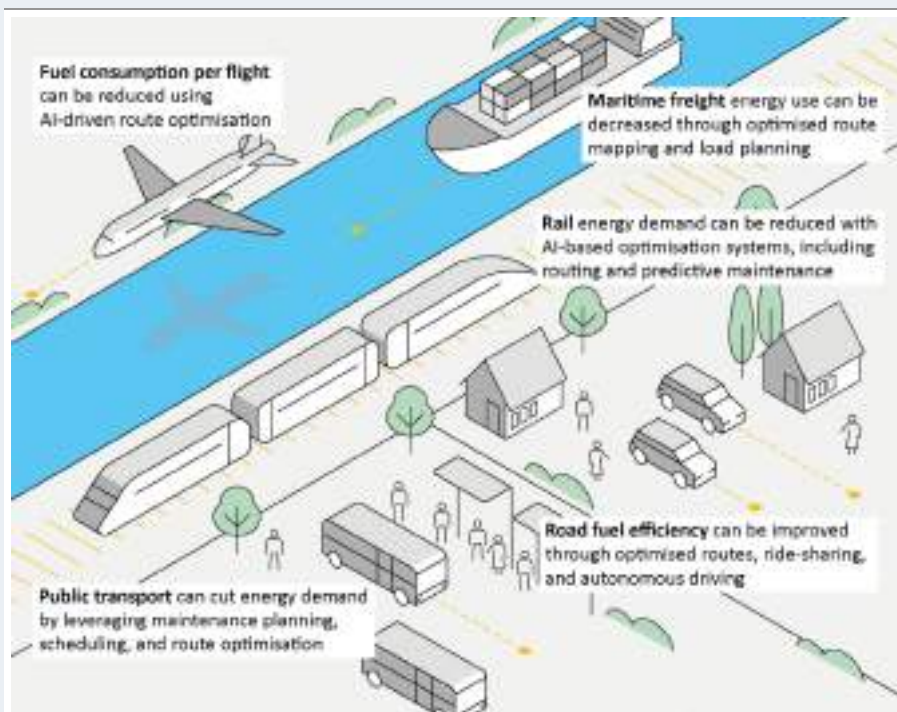 Fuel consumption per flight
can be reduced using
AI-driven route optimisation
Maritime freight energy use can be
decreased through optimised route
mapping and load planning
Rail energy demand can be reduced with
AI-based optimisation systems, including
routing and predictive maintenance
Road fuel efficiency can be improved
through optimised routes, ride-sharing,
and autonomous driving
Public transport can cut energy demand
by leveraging maintenance planning,
scheduling, and route optimisation